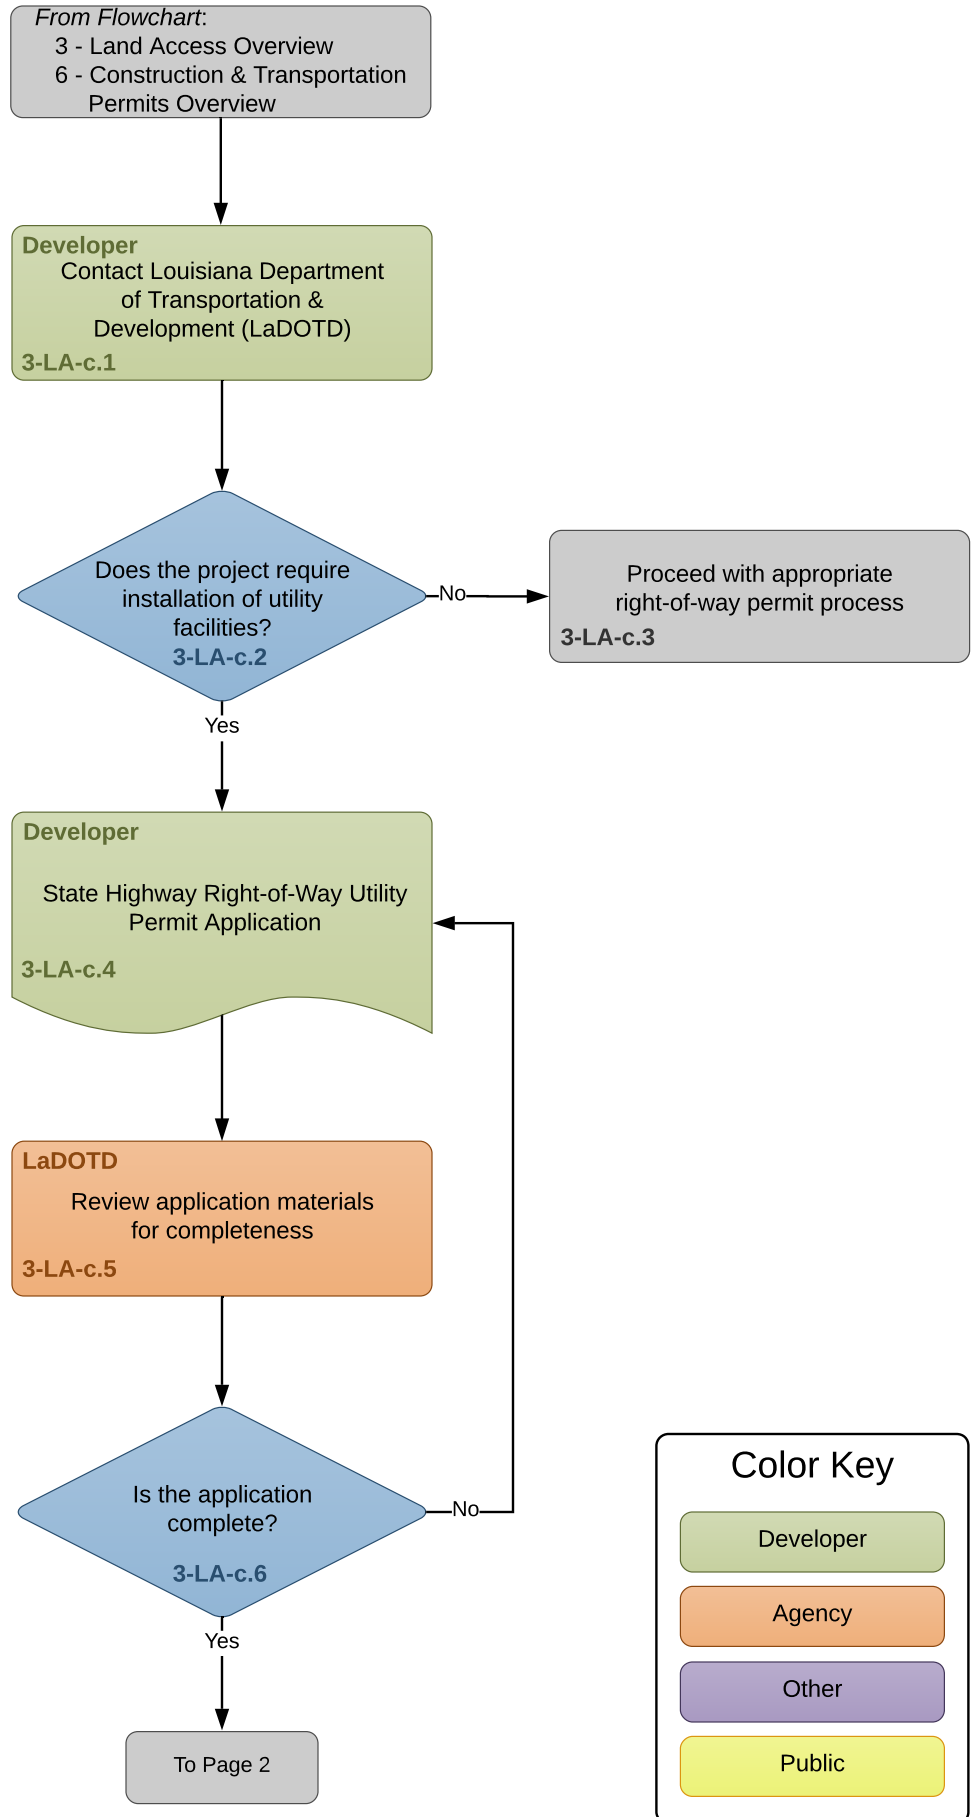 From Flowchart:
3 - Land Access Overview
6 - Construction & Transportation
Permits Overview
Developer
Contact Louisiana Department
of Transportation &
Development (LaDOTD)
3-LA-c.1
Does the project require
installation of utility
facilities?
3-LA-c.2
No
Proceed with appropriate
right-of-way permit process
3-LA-c.3
Yes
Developer
State Highway Right-of-Way Utility
Permit Application
3-LA-c.4
LaDOTD
Review application materials
for completeness
3-LA-c.5
Is the application
complete?
3-LA-c.6
No
Yes
To Page 2
Color Key
Developer
Agency
Other
Public